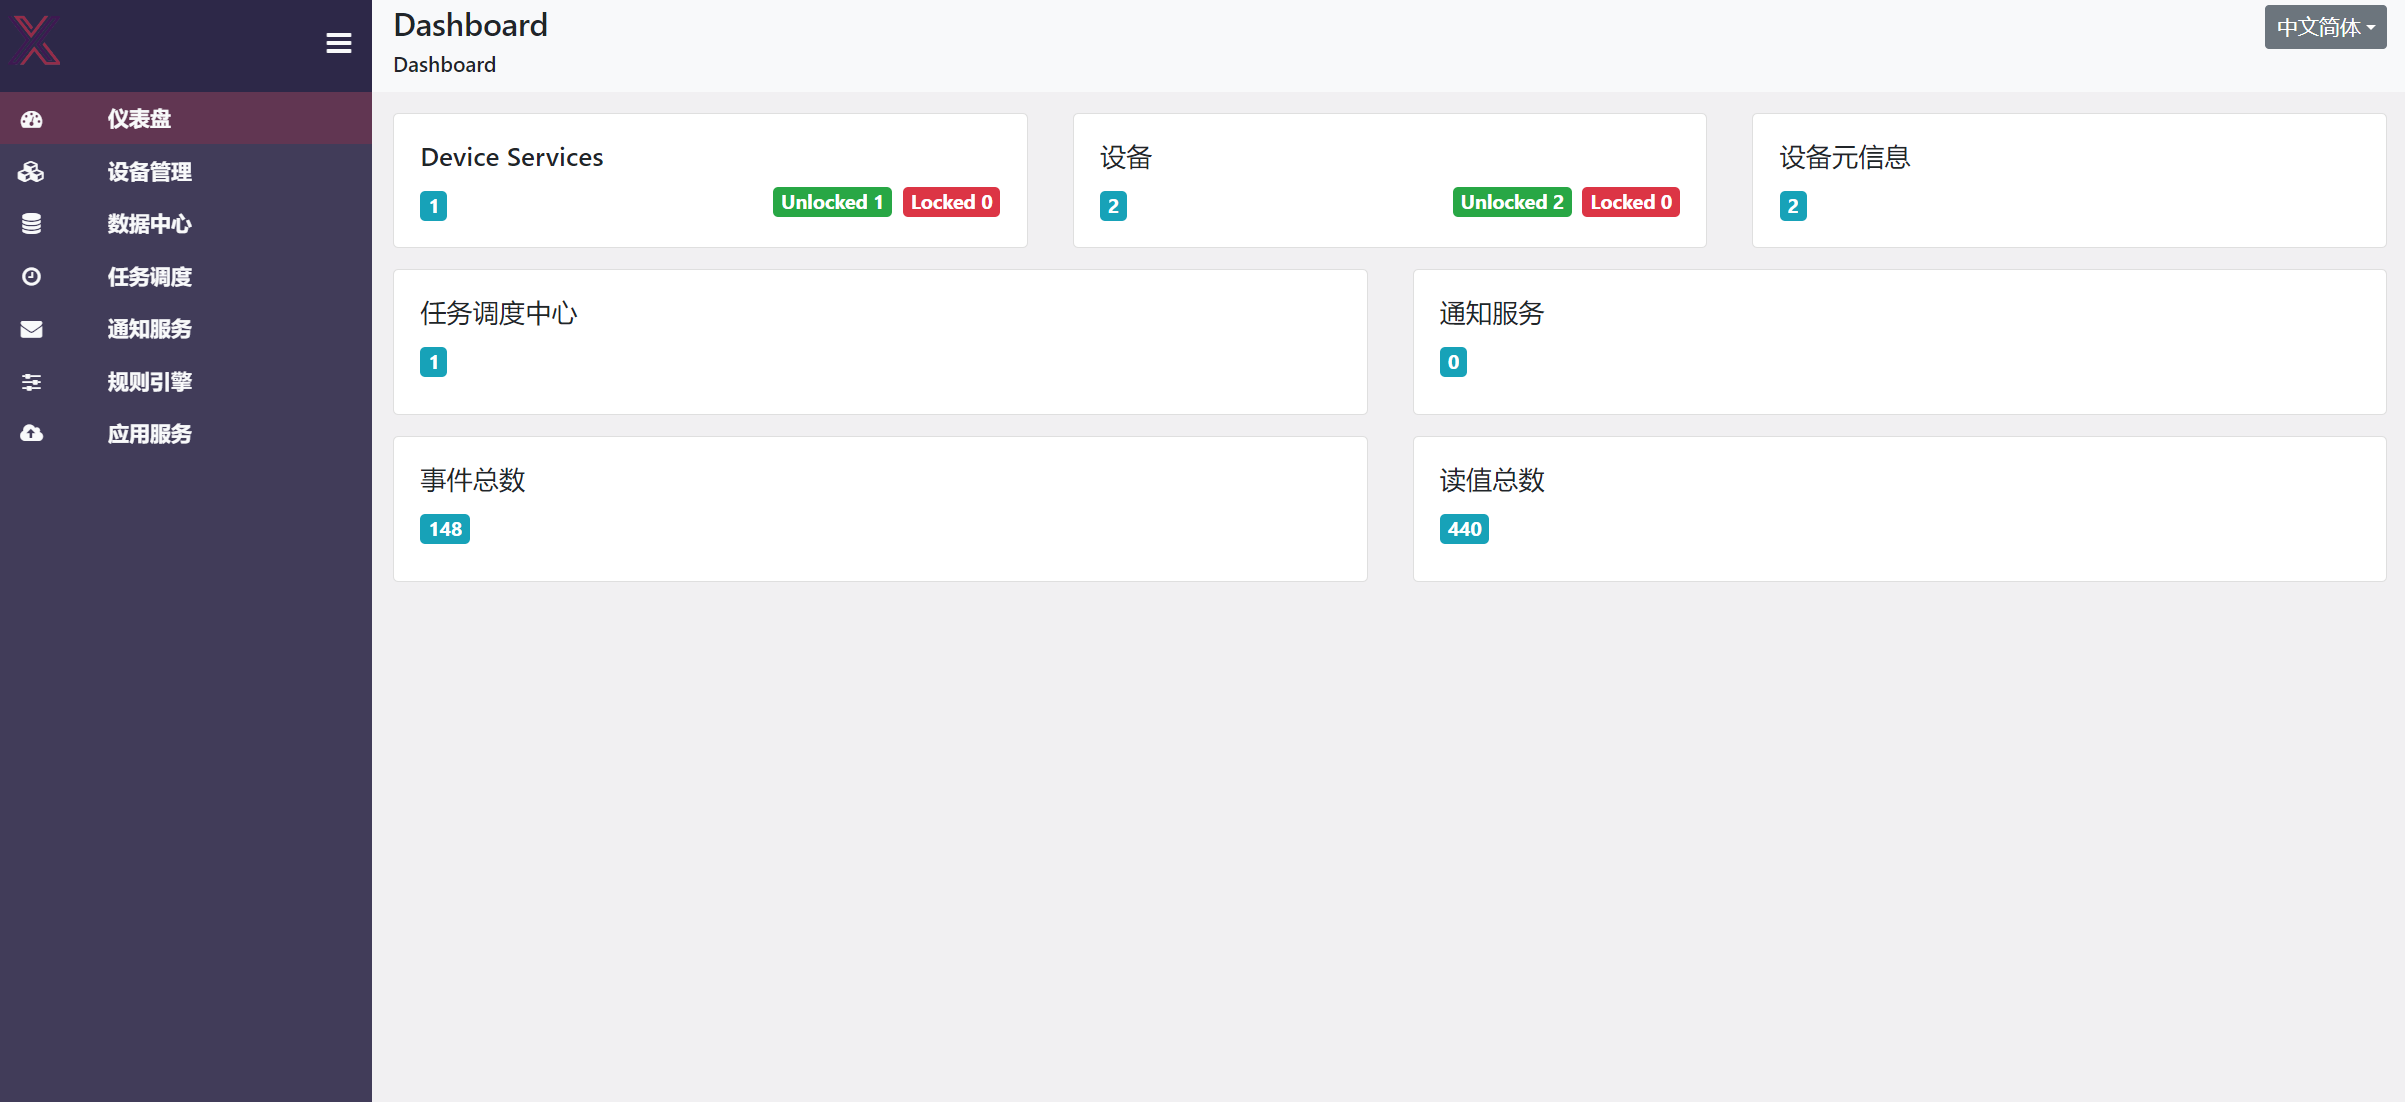 仪表盘
设备管理
数据中心
任务调度
通知服务
规则引擎
应用服务
Dashboard
中文简体
Dashboard
Device Services
1
Unlocked 1 Locked 0
设备
2
Unlocked 2 Locked 0
设备元信息
2
任务调度中心
1
通知服务
0
事件总数
148
读值总数
440